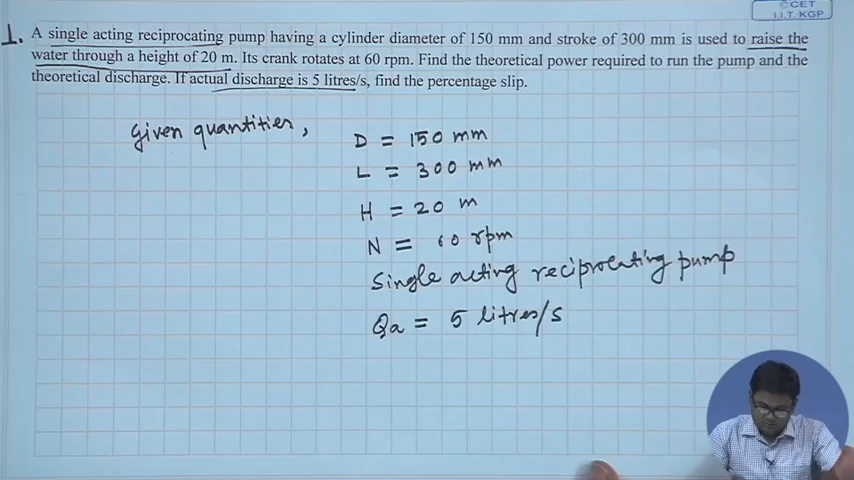 ©CET
I.I.T. KGP
1. A single acting reciprocating pump having a cylinder diameter of 150 mm and stroke of 300 mm is used to raise the
water through a height of 20 m. Its crank rotates at 60 rpm. Find the theoretical power required to run the pump and the
theoretical discharge. If actual discharge is 5 litres/s, find the percentage slip.
Given quantities,
D = 150 mm
L = 300 mm
H = 20 m
N = 60 rpm
Single acting reciprocating pump
Qa = 5 litres/s